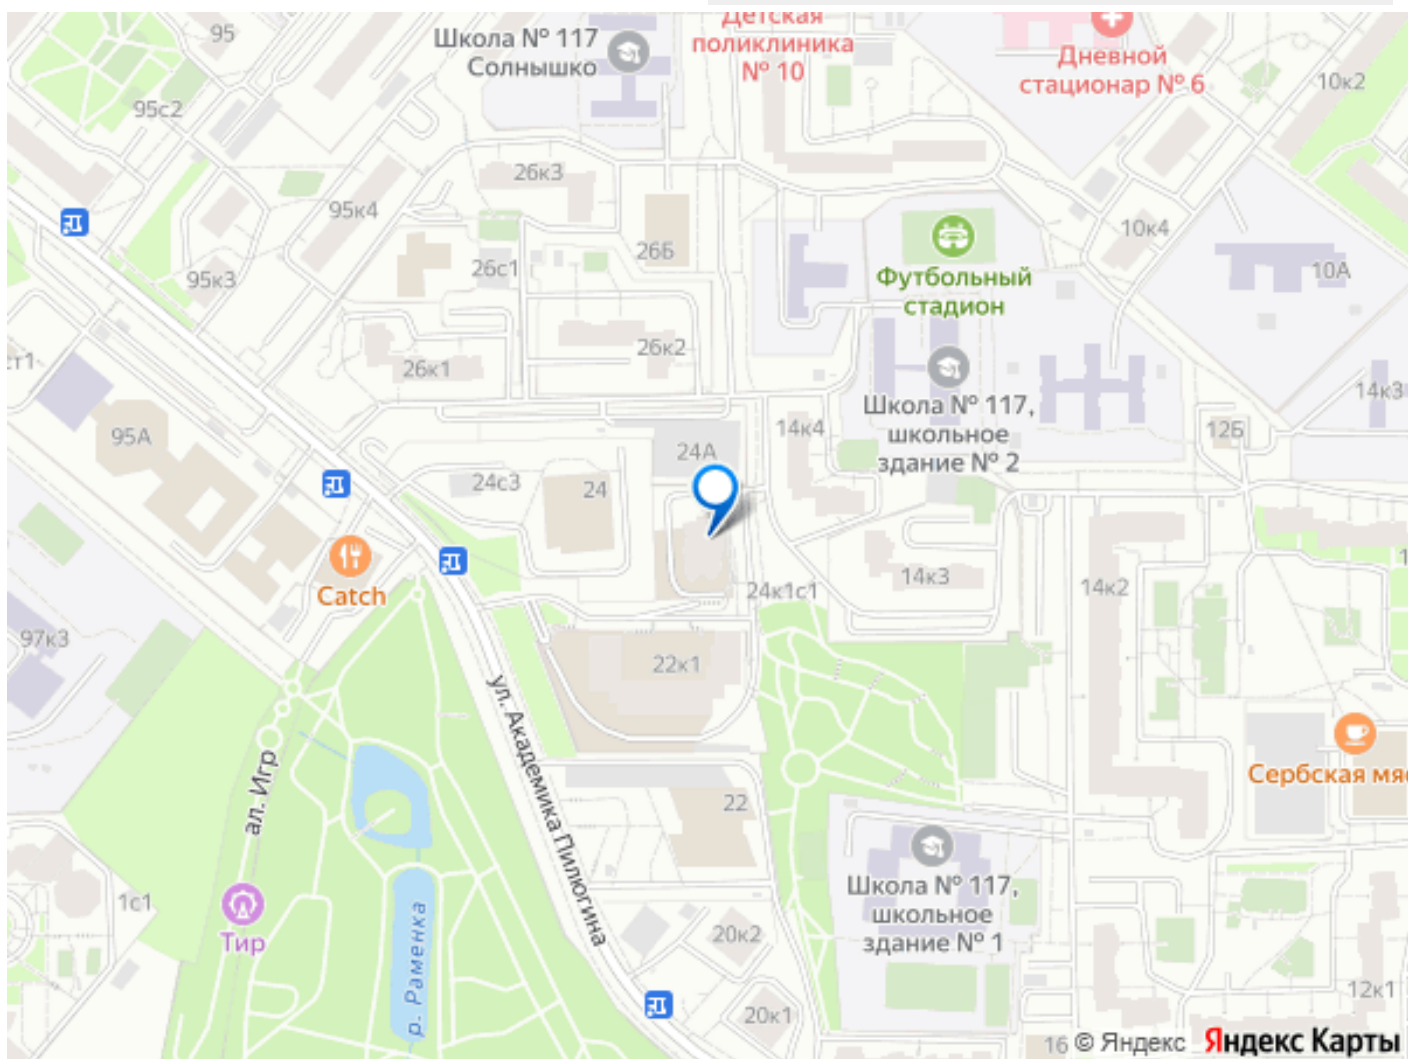 95
Школа № 117
Солнышко
Детская
поликлиника
№ 10
Дневной
стационар № 6
10к2
95с2
26к3
95к4
26Б
10к4
Футбольный
стадион
10А
95к3
26с1
26к2
26к1
14к3
Школа № 117,
школьное
здание № 2
14к4
12Б
95А
24А
24с3
24
Catch
24к1с1
14к3
14к2
97к3
22к1
ул. Академика Пилюгина
ал. Игр
Сербская мяс
22
1с1
Тир
р. Раменка
Школа № 117,
школьное
здание № 1
20к2
20к1
12к1
16
© Яндекс Яндекс Карты